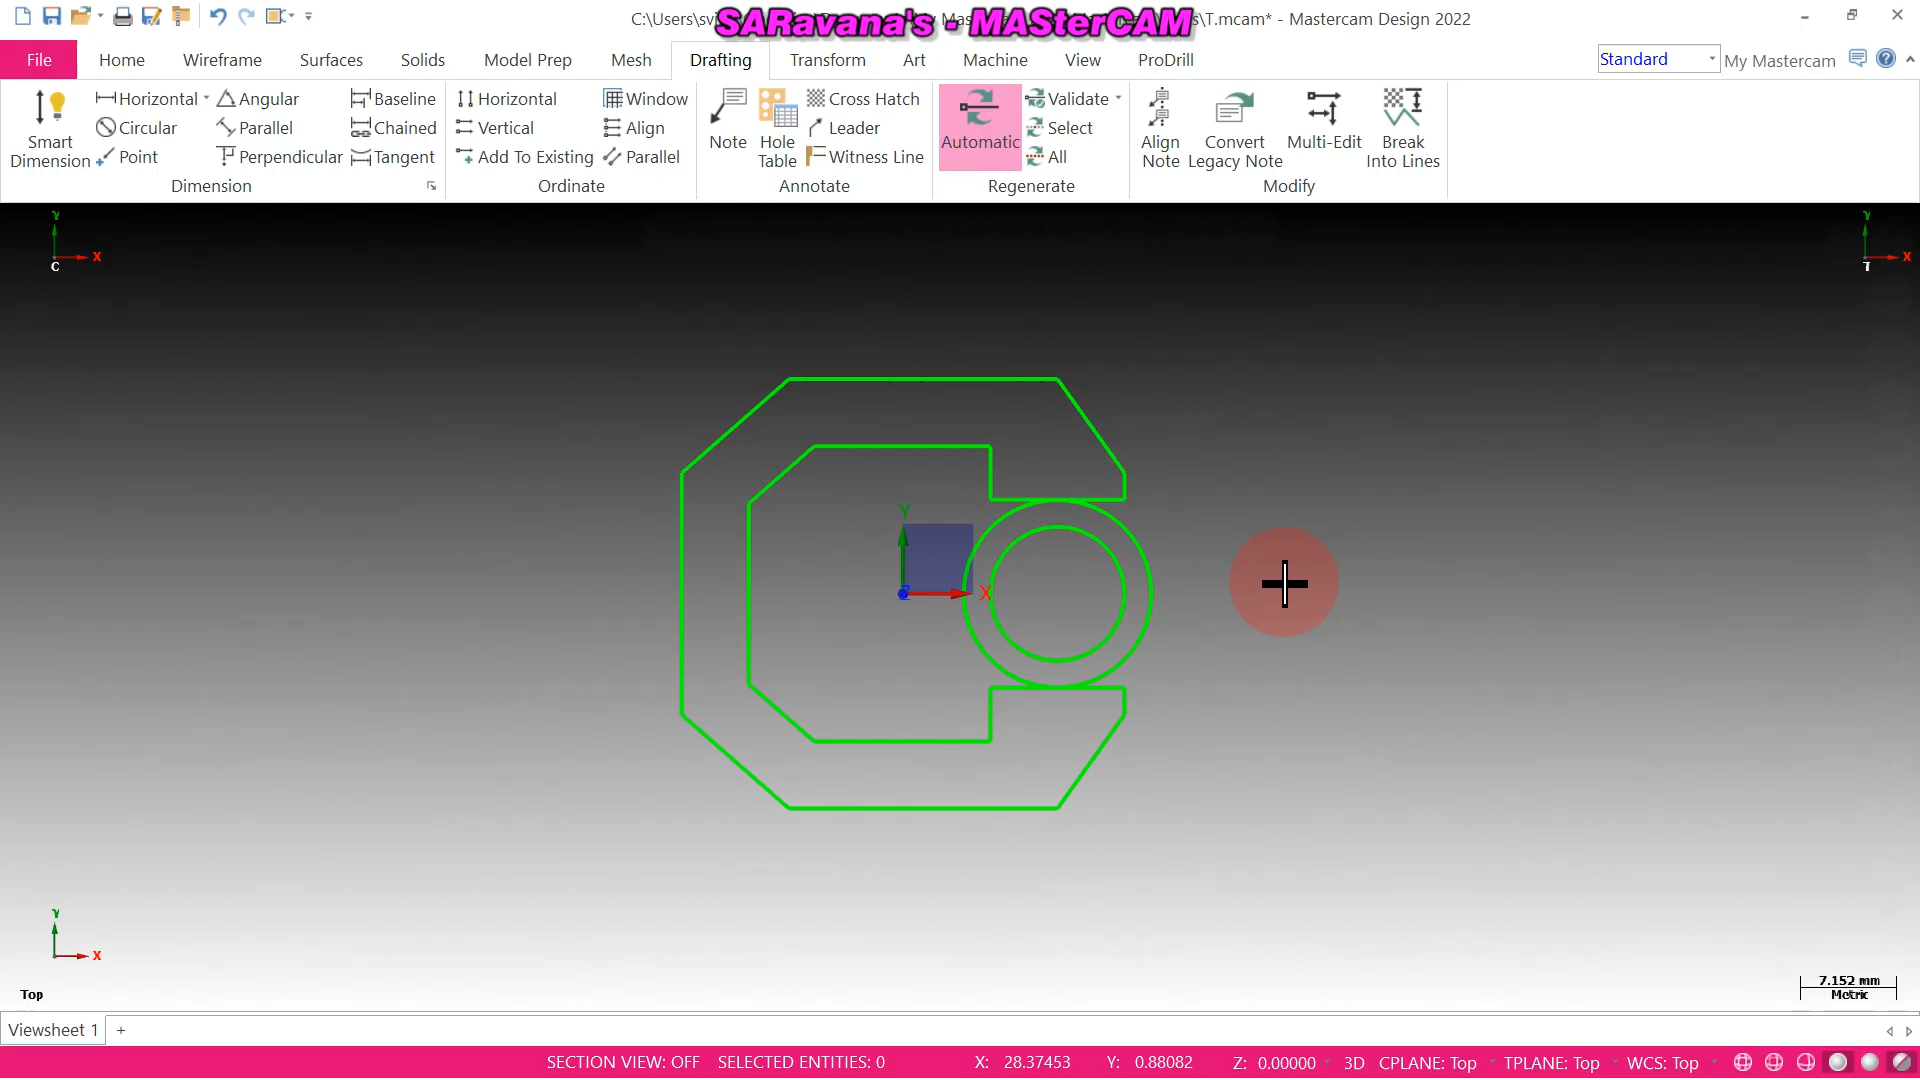 C:\Users\svi
SARavana's - MASterCAM
T.mcam* - Mastercam Design 2022
File
Home
Wireframe
Surfaces
Solids
Model Prep
Mesh
Drafting
Transform
Art
Machine
View
ProDrill
Standard
My Mastercam
Smart Dimension
Horizontal
Circular
Point
Angular
Parallel
Perpendicular
Baseline
Chained
Tangent
Dimension
Horizontal
Vertical
Add To Existing
Window
Align
Parallel
Ordinate
Note
Hole Table
Cross Hatch
Leader
Witness Line
Annotate
Automatic
Validate
Select
All
Regenerate
Align Note
Convert Legacy Note
Multi-Edit
Break Into Lines
Modify
Y
X
C
Y
X
T
Y
X
Z
Y
X
Top
7.152 mm
Metric
Viewsheet 1
+
SECTION VIEW: OFF SELECTED ENTITIES: 0 X: 28.37453 Y: 0.88082 Z: 0.00000 3D CPLANE: Top TPLANE: Top WCS: Top